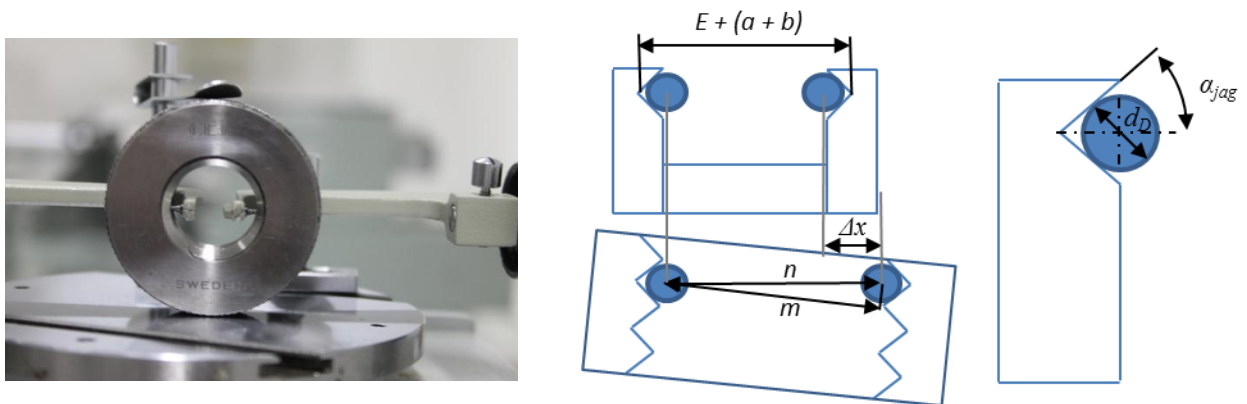 SWEDEN
E + (a + b)
Δx
n
m
α_jag
d_D